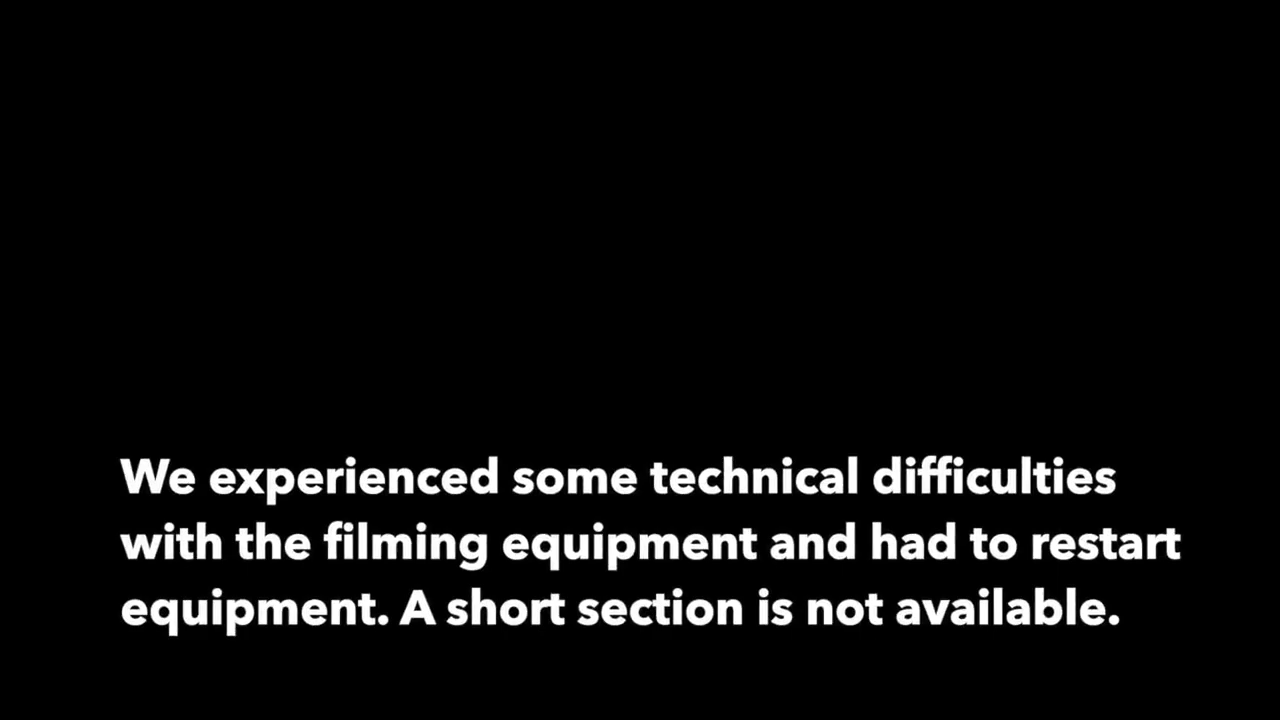 We experienced some technical difficulties
with the filming equipment and had to restart
equipment. A short section is not available.